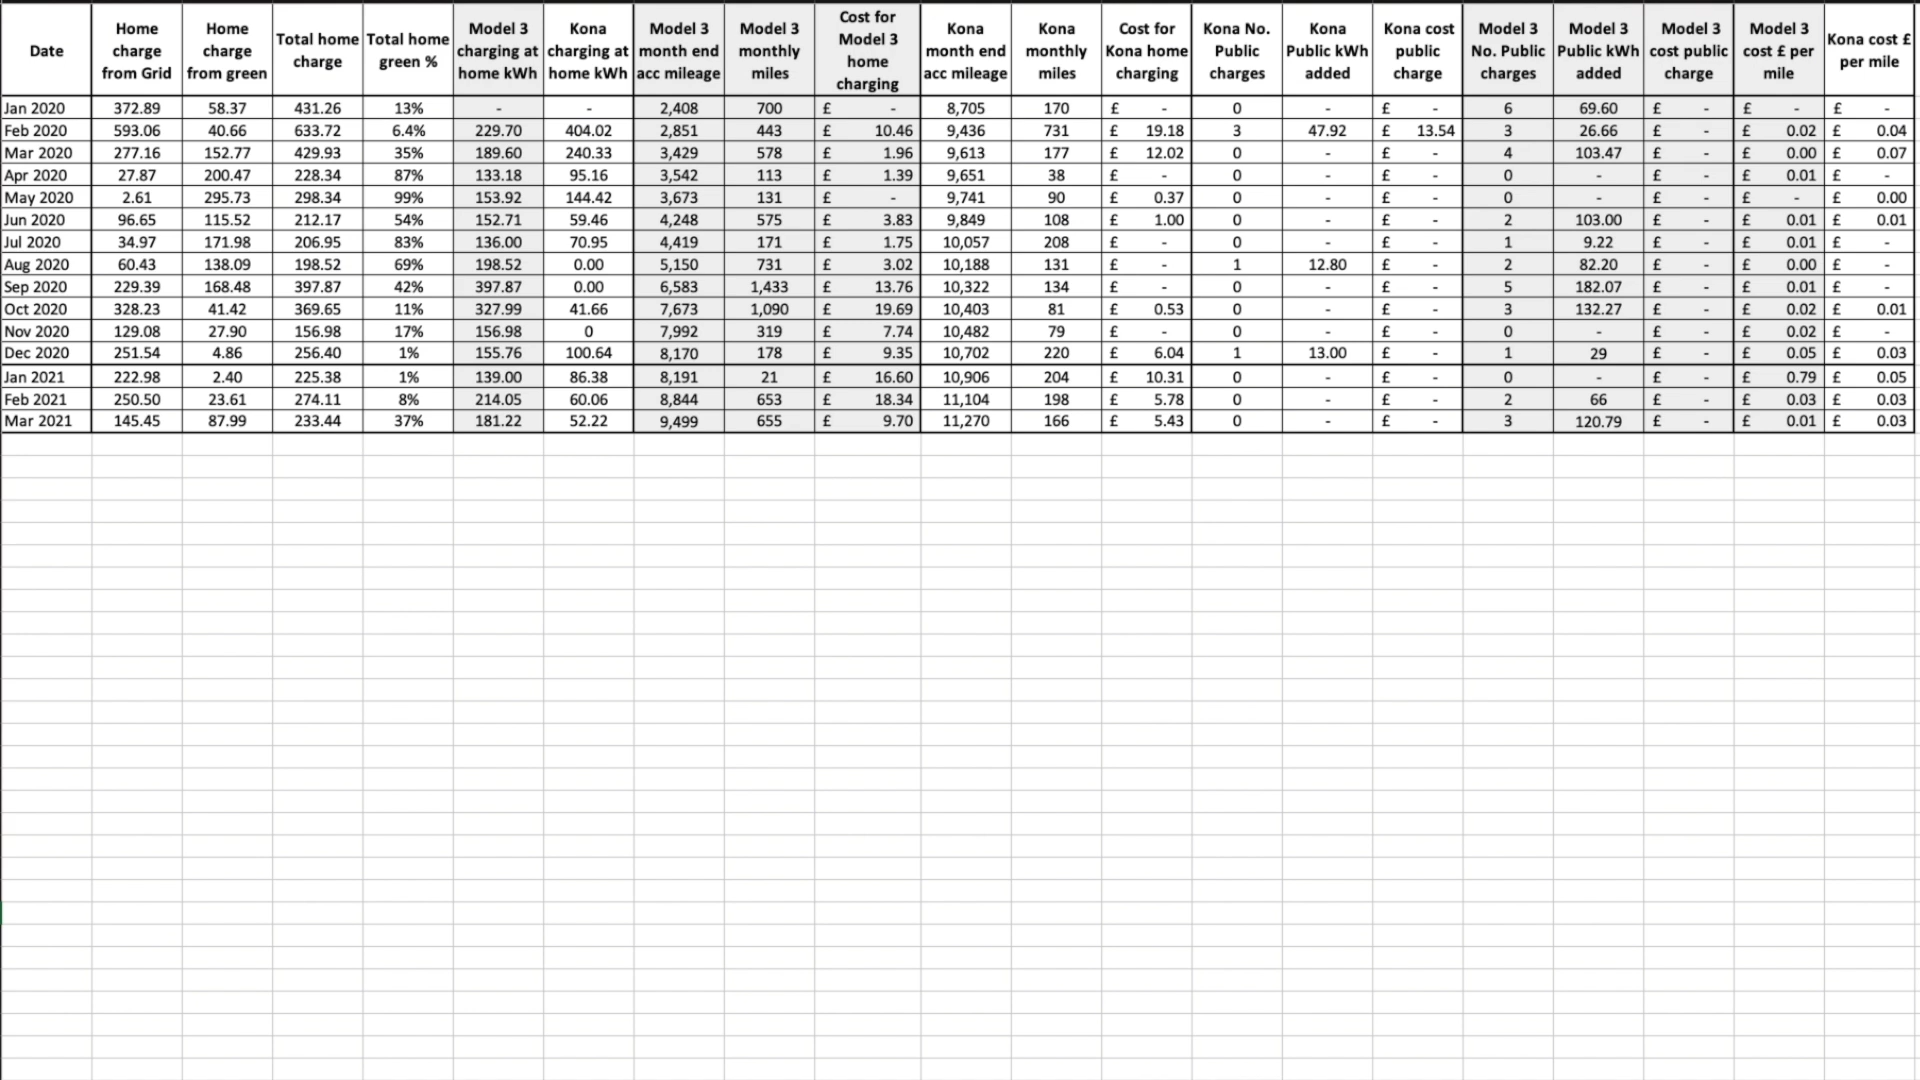 Date | Home charge from Grid | Home charge from green | Total home charge | Total home green % | Model 3 charging at home kWh | Kona charging at home kWh | Model 3 month end acc mileage | Model 3 monthly miles | Cost for Model 3 home charging | Kona month end acc mileage | Kona monthly miles | Cost for Kona home charging | Kona No. Public charges | Kona Public kWh added | Kona cost public charge | Model 3 No. Public charges | Model 3 Public kWh added | Model 3 cost public charge | Model 3 cost £ per mile | Kona cost £ per mile
Jan 2020 | 372.89 | 58.37 | 431.26 | 13% | - | - | 2,408 | 700 | £ - | 8,705 | 170 | £ - | 0 | - | £ - | 6 | 69.60 | £ - | £ - | £ -
Feb 2020 | 593.06 | 40.66 | 633.72 | 6.4% | 229.70 | 404.02 | 2,851 | 443 | £ 10.46 | 9,436 | 731 | £ 19.18 | 3 | 47.92 | £ 13.54 | 3 | 26.66 | £ - | £ 0.02 | £ 0.04
Mar 2020 | 277.16 | 152.77 | 429.93 | 35% | 189.60 | 240.33 | 3,429 | 578 | £ 1.96 | 9,613 | 177 | £ 12.02 | 0 | - | £ - | 4 | 103.47 | £ - | £ 0.00 | £ 0.07
Apr 2020 | 27.87 | 200.47 | 228.34 | 87% | 133.18 | 95.16 | 3,542 | 113 | £ 1.39 | 9,651 | 38 | £ - | 0 | - | £ - | 0 | - | £ - | £ 0.01 | £ -
May 2020 | 2.61 | 295.73 | 298.34 | 99% | 153.92 | 144.42 | 3,673 | 131 | £ - | 9,741 | 90 | £ 0.37 | 0 | - | £ - | 0 | - | £ - | £ - | £ 0.00
Jun 2020 | 96.65 | 115.52 | 212.17 | 54% | 152.71 | 59.46 | 4,248 | 575 | £ 3.83 | 9,849 | 108 | £ 1.00 | 0 | - | £ - | 2 | 103.00 | £ - | £ 0.01 | £ 0.01
Jul 2020 | 34.97 | 171.98 | 206.95 | 83% | 136.00 | 70.95 | 4,419 | 171 | £ 1.75 | 10,057 | 208 | £ - | 0 | - | £ - | 1 | 9.22 | £ - | £ 0.01 | £ -
Aug 2020 | 60.43 | 138.09 | 198.52 | 69% | 198.52 | 0.00 | 5,150 | 731 | £ 3.02 | 10,188 | 131 | £ - | 1 | 12.80 | £ - | 2 | 82.20 | £ - | £ 0.00 | £ -
Sep 2020 | 229.39 | 168.48 | 397.87 | 42% | 397.87 | 0.00 | 6,583 | 1,433 | £ 13.76 | 10,322 | 134 | £ - | 0 | - | £ - | 5 | 182.07 | £ - | £ 0.01 | £ -
Oct 2020 | 328.23 | 41.42 | 369.65 | 11% | 327.99 | 41.66 | 7,673 | 1,090 | £ 19.69 | 10,403 | 81 | £ 0.53 | 0 | - | £ - | 3 | 132.27 | £ - | £ 0.02 | £ 0.01
Nov 2020 | 129.08 | 27.90 | 156.98 | 17% | 156.98 | 0 | 7,992 | 319 | £ 7.74 | 10,482 | 79 | £ - | 0 | - | £ - | 0 | - | £ - | £ 0.02 | £ -
Dec 2020 | 251.54 | 4.86 | 256.40 | 1% | 155.76 | 100.64 | 8,170 | 178 | £ 9.35 | 10,702 | 220 | £ 6.04 | 1 | 13.00 | £ - | 1 | 29 | £ - | £ 0.05 | £ 0.03
Jan 2021 | 222.98 | 2.40 | 225.38 | 1% | 139.00 | 86.38 | 8,191 | 21 | £ 16.60 | 10,906 | 204 | £ 10.31 | 0 | - | £ - | 0 | - | £ - | £ 0.79 | £ 0.05
Feb 2021 | 250.50 | 23.61 | 274.11 | 8% | 214.05 | 60.06 | 8,844 | 653 | £ 18.34 | 11,104 | 198 | £ 5.78 | 0 | - | £ - | 2 | 66 | £ - | £ 0.03 | £ 0.03
Mar 2021 | 145.45 | 87.99 | 233.44 | 37% | 181.22 | 52.22 | 9,499 | 655 | £ 9.70 | 11,270 | 166 | £ 5.43 | 0 | - | £ - | 3 | 120.79 | £ - | £ 0.01 | £ 0.03